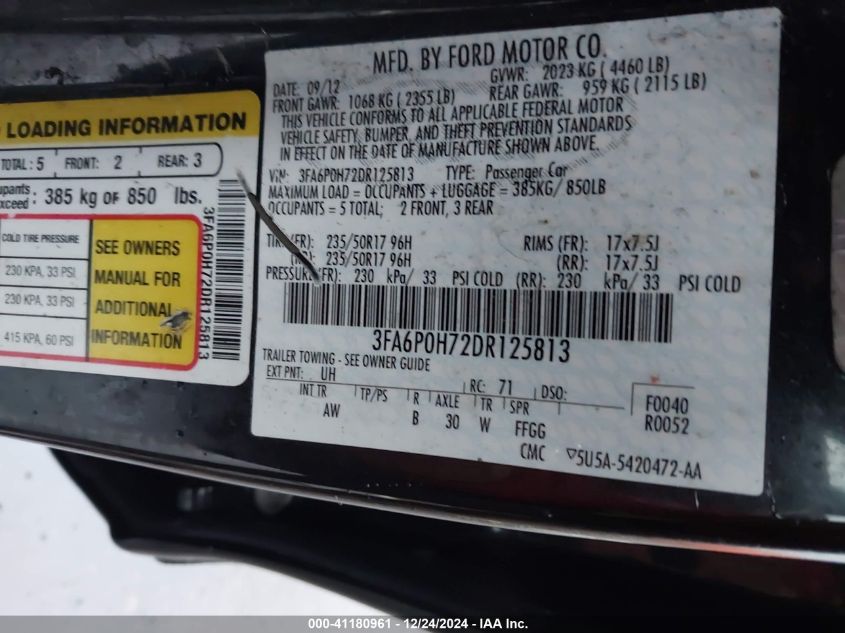 LOADING INFORMATION
TOTAL: 5 FRONT: 2 REAR: 3
385 kg or 850 lbs.
COLD TIRE PRESSURE
230 KPA, 33 PSI
230 KPA, 33 PSI
415 KPA, 60 PSI
SEE OWNERS
MANUAL FOR
ADDITIONAL
INFORMATION
3FA6P0H72DR125813
MFD. BY FORD MOTOR CO.
DATE: 09/12 GVWR: 2023 KG ( 4460 LB)
FRONT GAWR: 1068 KG ( 2355 LB) REAR GAWR: 959 KG ( 2115 LB)
THIS VEHICLE CONFORMS TO ALL APPLICABLE FEDERAL MOTOR
VEHICLE SAFETY, BUMPER, AND THEFT PREVENTION STANDARDS
IN EFFECT ON THE DATE OF MANUFACTURE SHOWN ABOVE.
VIN: 3FA6P0H72DR125813 TYPE: Passenger Car
MAXIMUM LOAD = OCCUPANTS + LUGGAGE = 385KG/ 850LB
OCCUPANTS = 5 TOTAL; 2 FRONT, 3 REAR
(FR): 235/50R17 96H RIMS (FR): 17x7.5J
235/50R17 96H (RR): 17x7.5J
PRESSURE (FR): 230 kPa/ 33 PSI COLD (RR): 230 kPa/ 33 PSI COLD
3FA6P0H72DR125813
TRAILER TOWING - SEE OWNER GUIDE
EXT PNT: UH RC: 71 DSO:
INT TR TP/PS R AXLE TR SPR F0040
AW B 30 W FFGG R0052
CMC 5U5A-5420472-AA
000-41180961 - 12/24/2024 - IAA Inc.